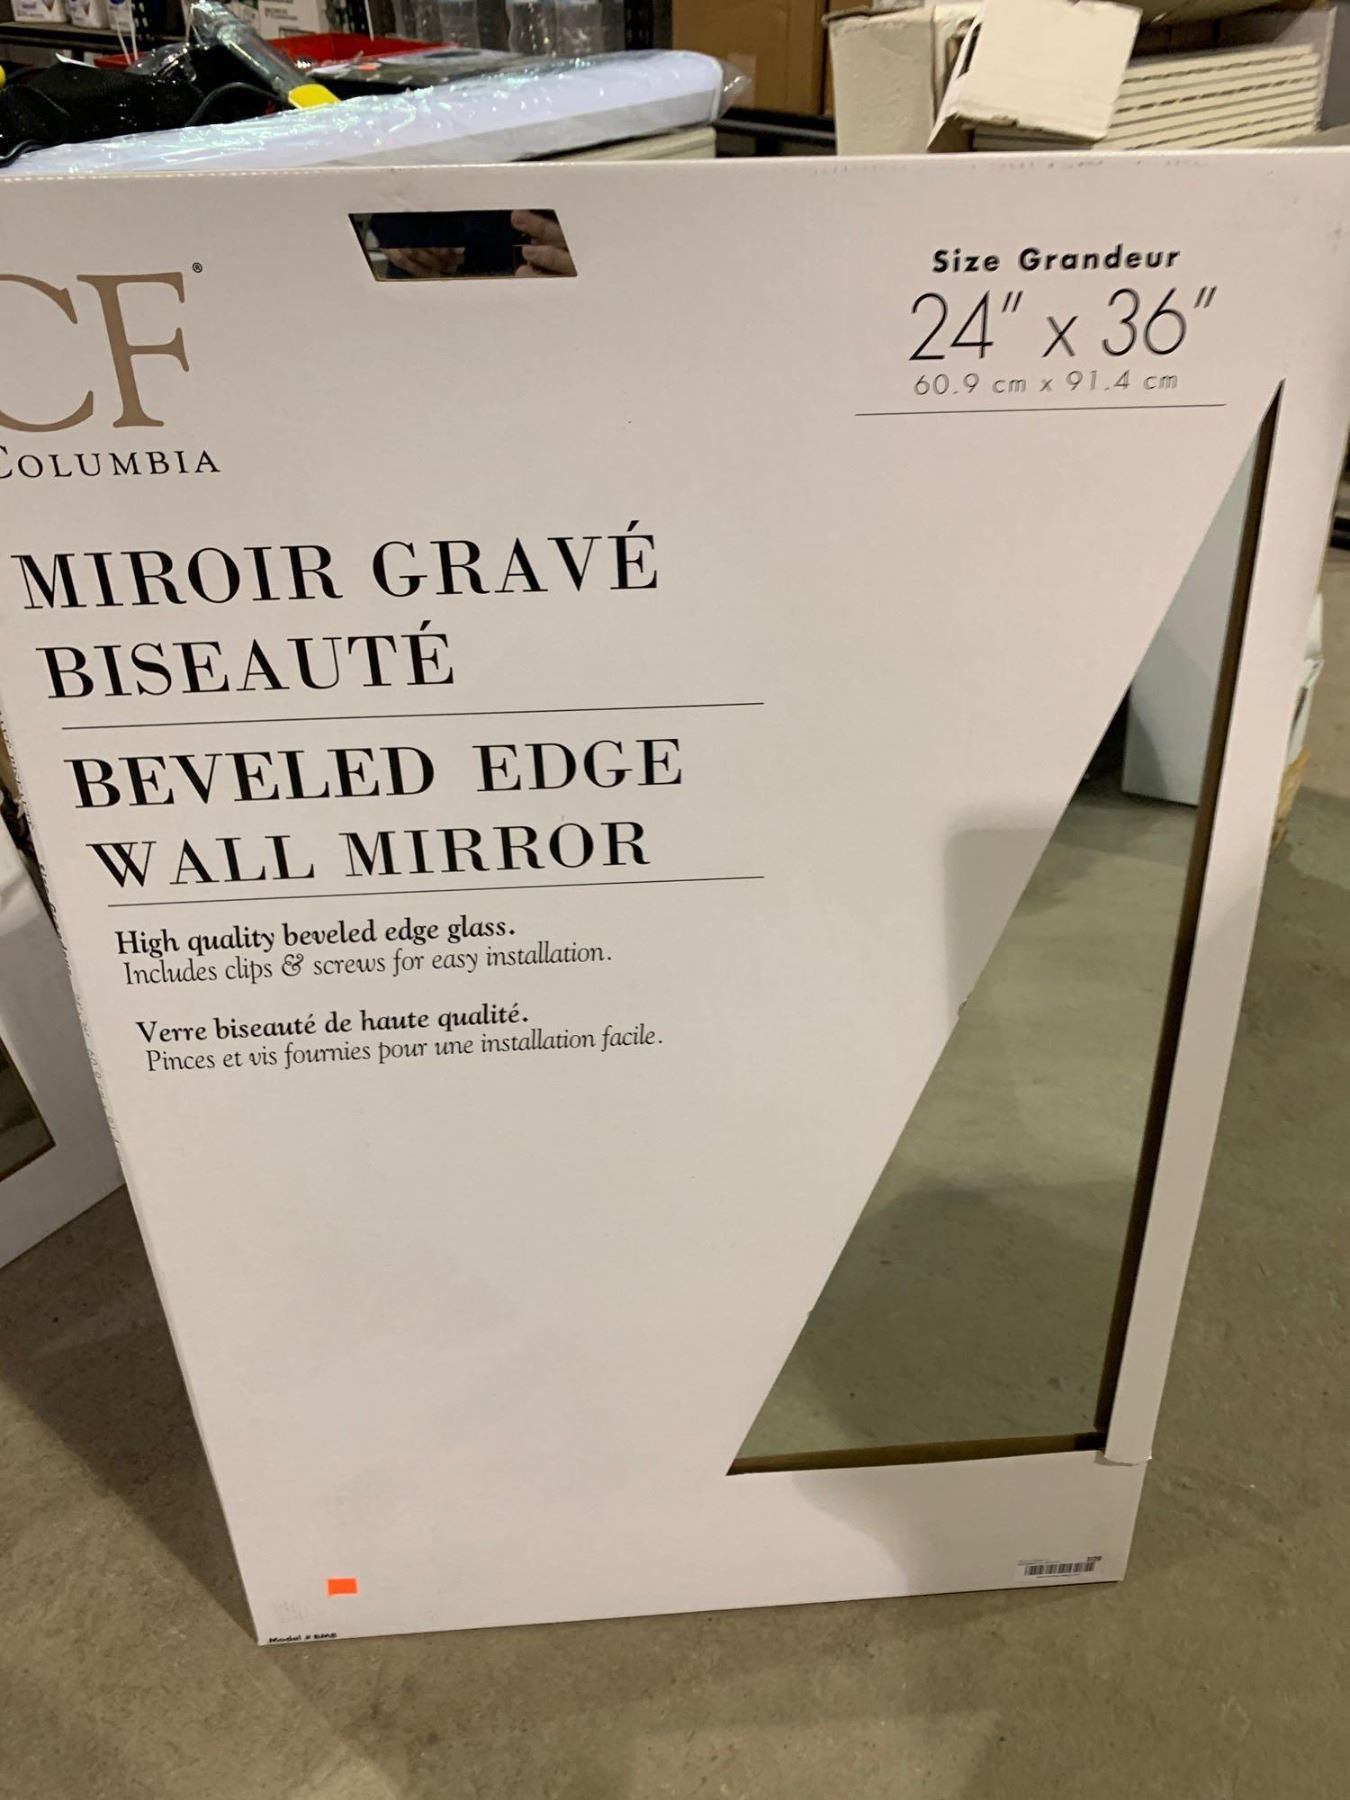 CF®
COLUMBIA
Size Grandeur
24" x 36"
60.9 cm x 91.4 cm
MIROIR GRAVÉ
BISEAUTÉ
BEVELED EDGE
WALL MIRROR
High quality beveled edge glass.
Includes clips & screws for easy installation.
Verre biseauté de haute qualité.
Pinces et vis fournies pour une installation facile.
Model #